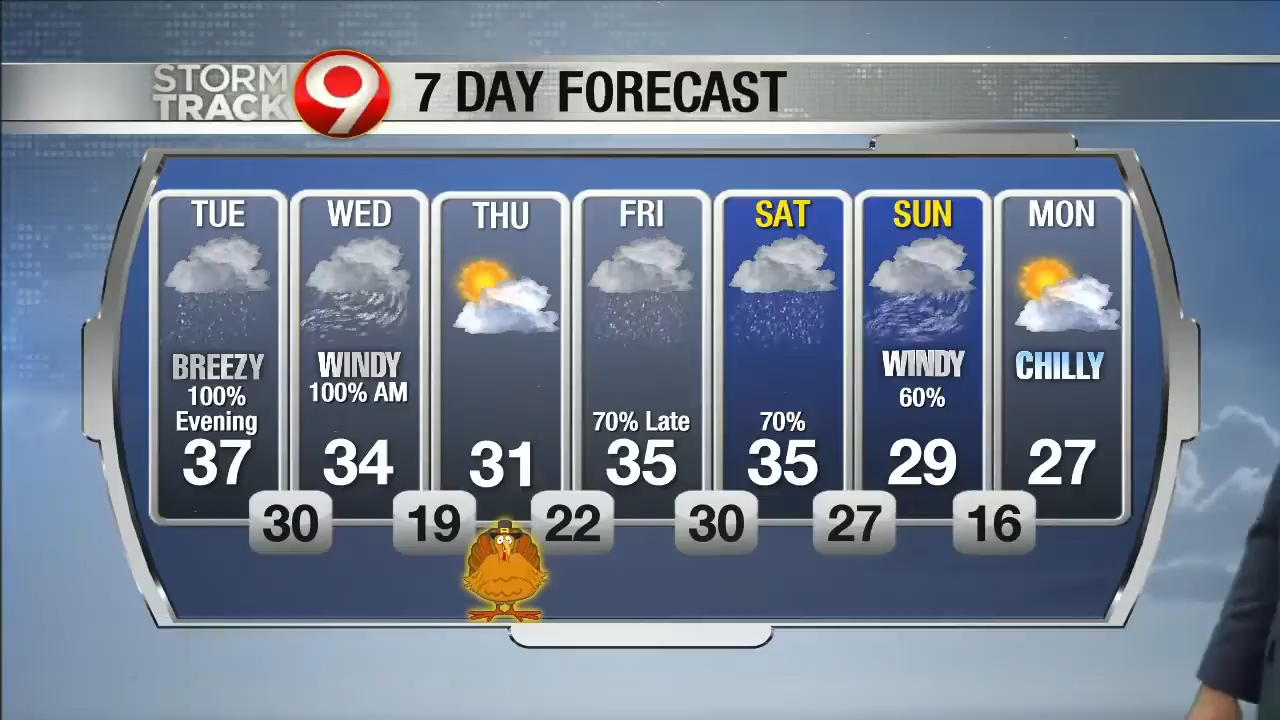 STORM
TRACK
9
7 DAY FORECAST
TUE
BREEZY
100%
Evening
37
WED
WINDY
100% AM
34
THU
31
FRI
70% Late
35
SAT
70%
35
SUN
WINDY
60%
29
MON
CHILLY
27
30
19
22
30
27
16